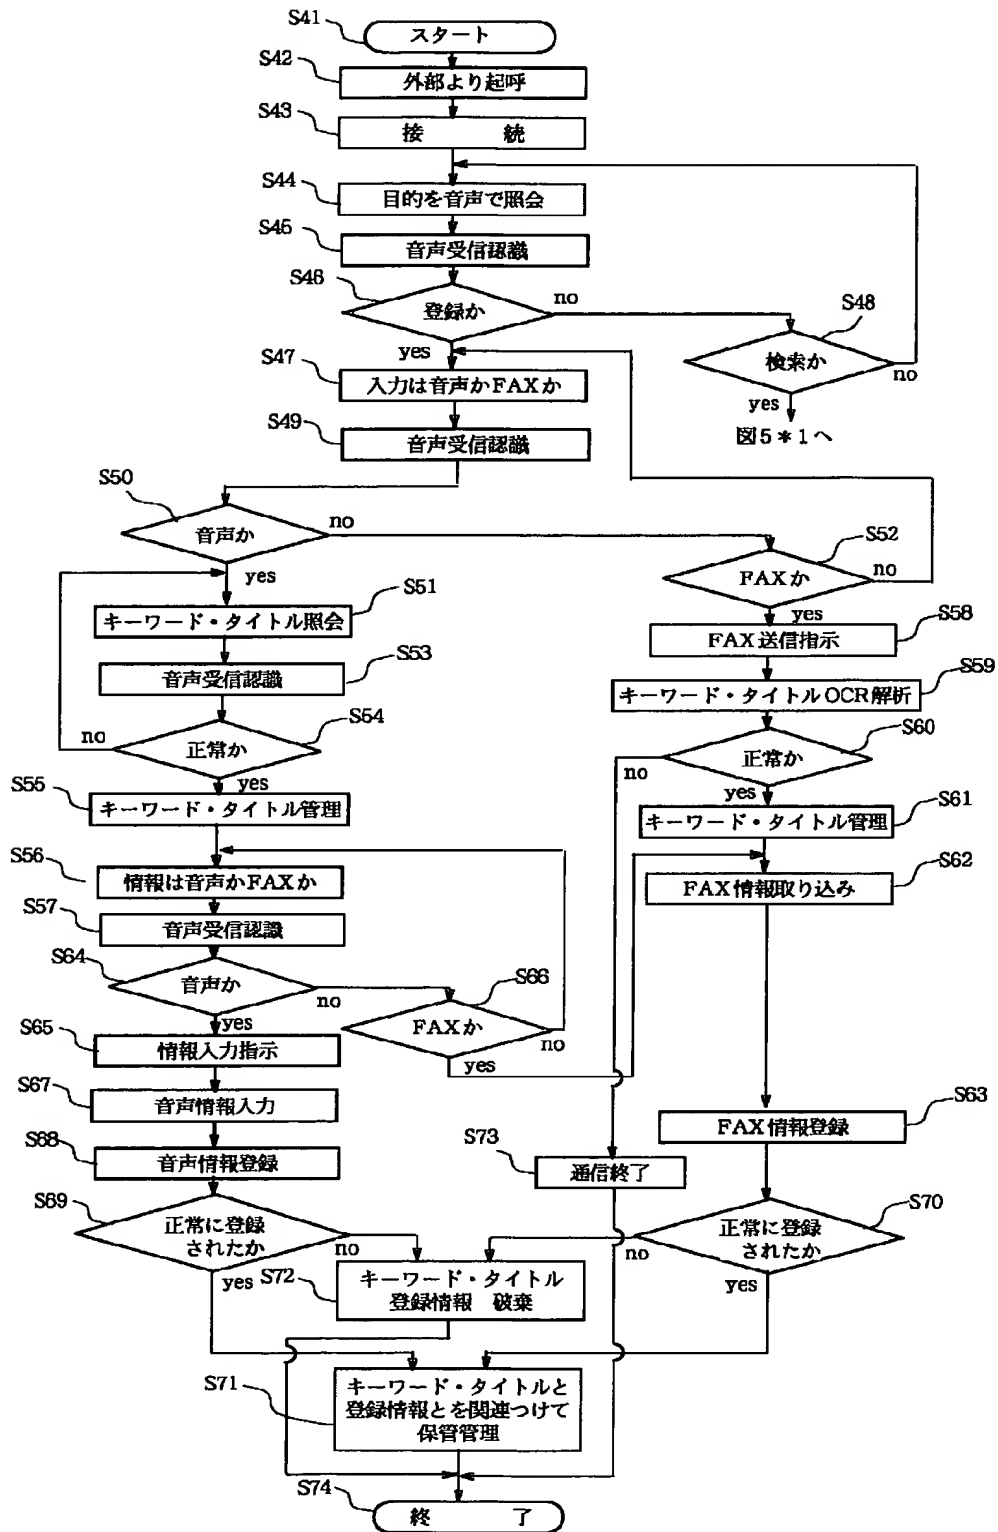 S41
スタート
S42
外部より起呼
S43
接 続
S44
目的を音声で照会
S45
音声受信認識
S46
登録か
no
yes
S48
検索か
no
yes
図5*1へ
S47
入力は音声かFAXか
S49
音声受信認識
S50
音声か
no
yes
S52
FAXか
no
yes
S51
キーワード・タイトル照会
S58
FAX送信指示
S53
音声受信認識
S59
キーワード・タイトルOCR解析
S54
正常か
no
yes
S60
正常か
no
yes
S55
キーワード・タイトル管理
S61
キーワード・タイトル管理
S56
情報は音声かFAXか
S62
FAX情報取り込み
S57
音声受信認識
S64
音声か
no
yes
S66
FAXか
no
yes
S65
情報入力指示
S67
音声情報入力
S63
FAX情報登録
S68
音声情報登録
S73
通信終了
S69
正常に登録
されたか
no
yes
S70
正常に登録
されたか
no
yes
S72
キーワード・タイトル
登録情報 破棄
S71
キーワード・タイトルと
登録情報とを関連つけて
保管管理
S74
終 了